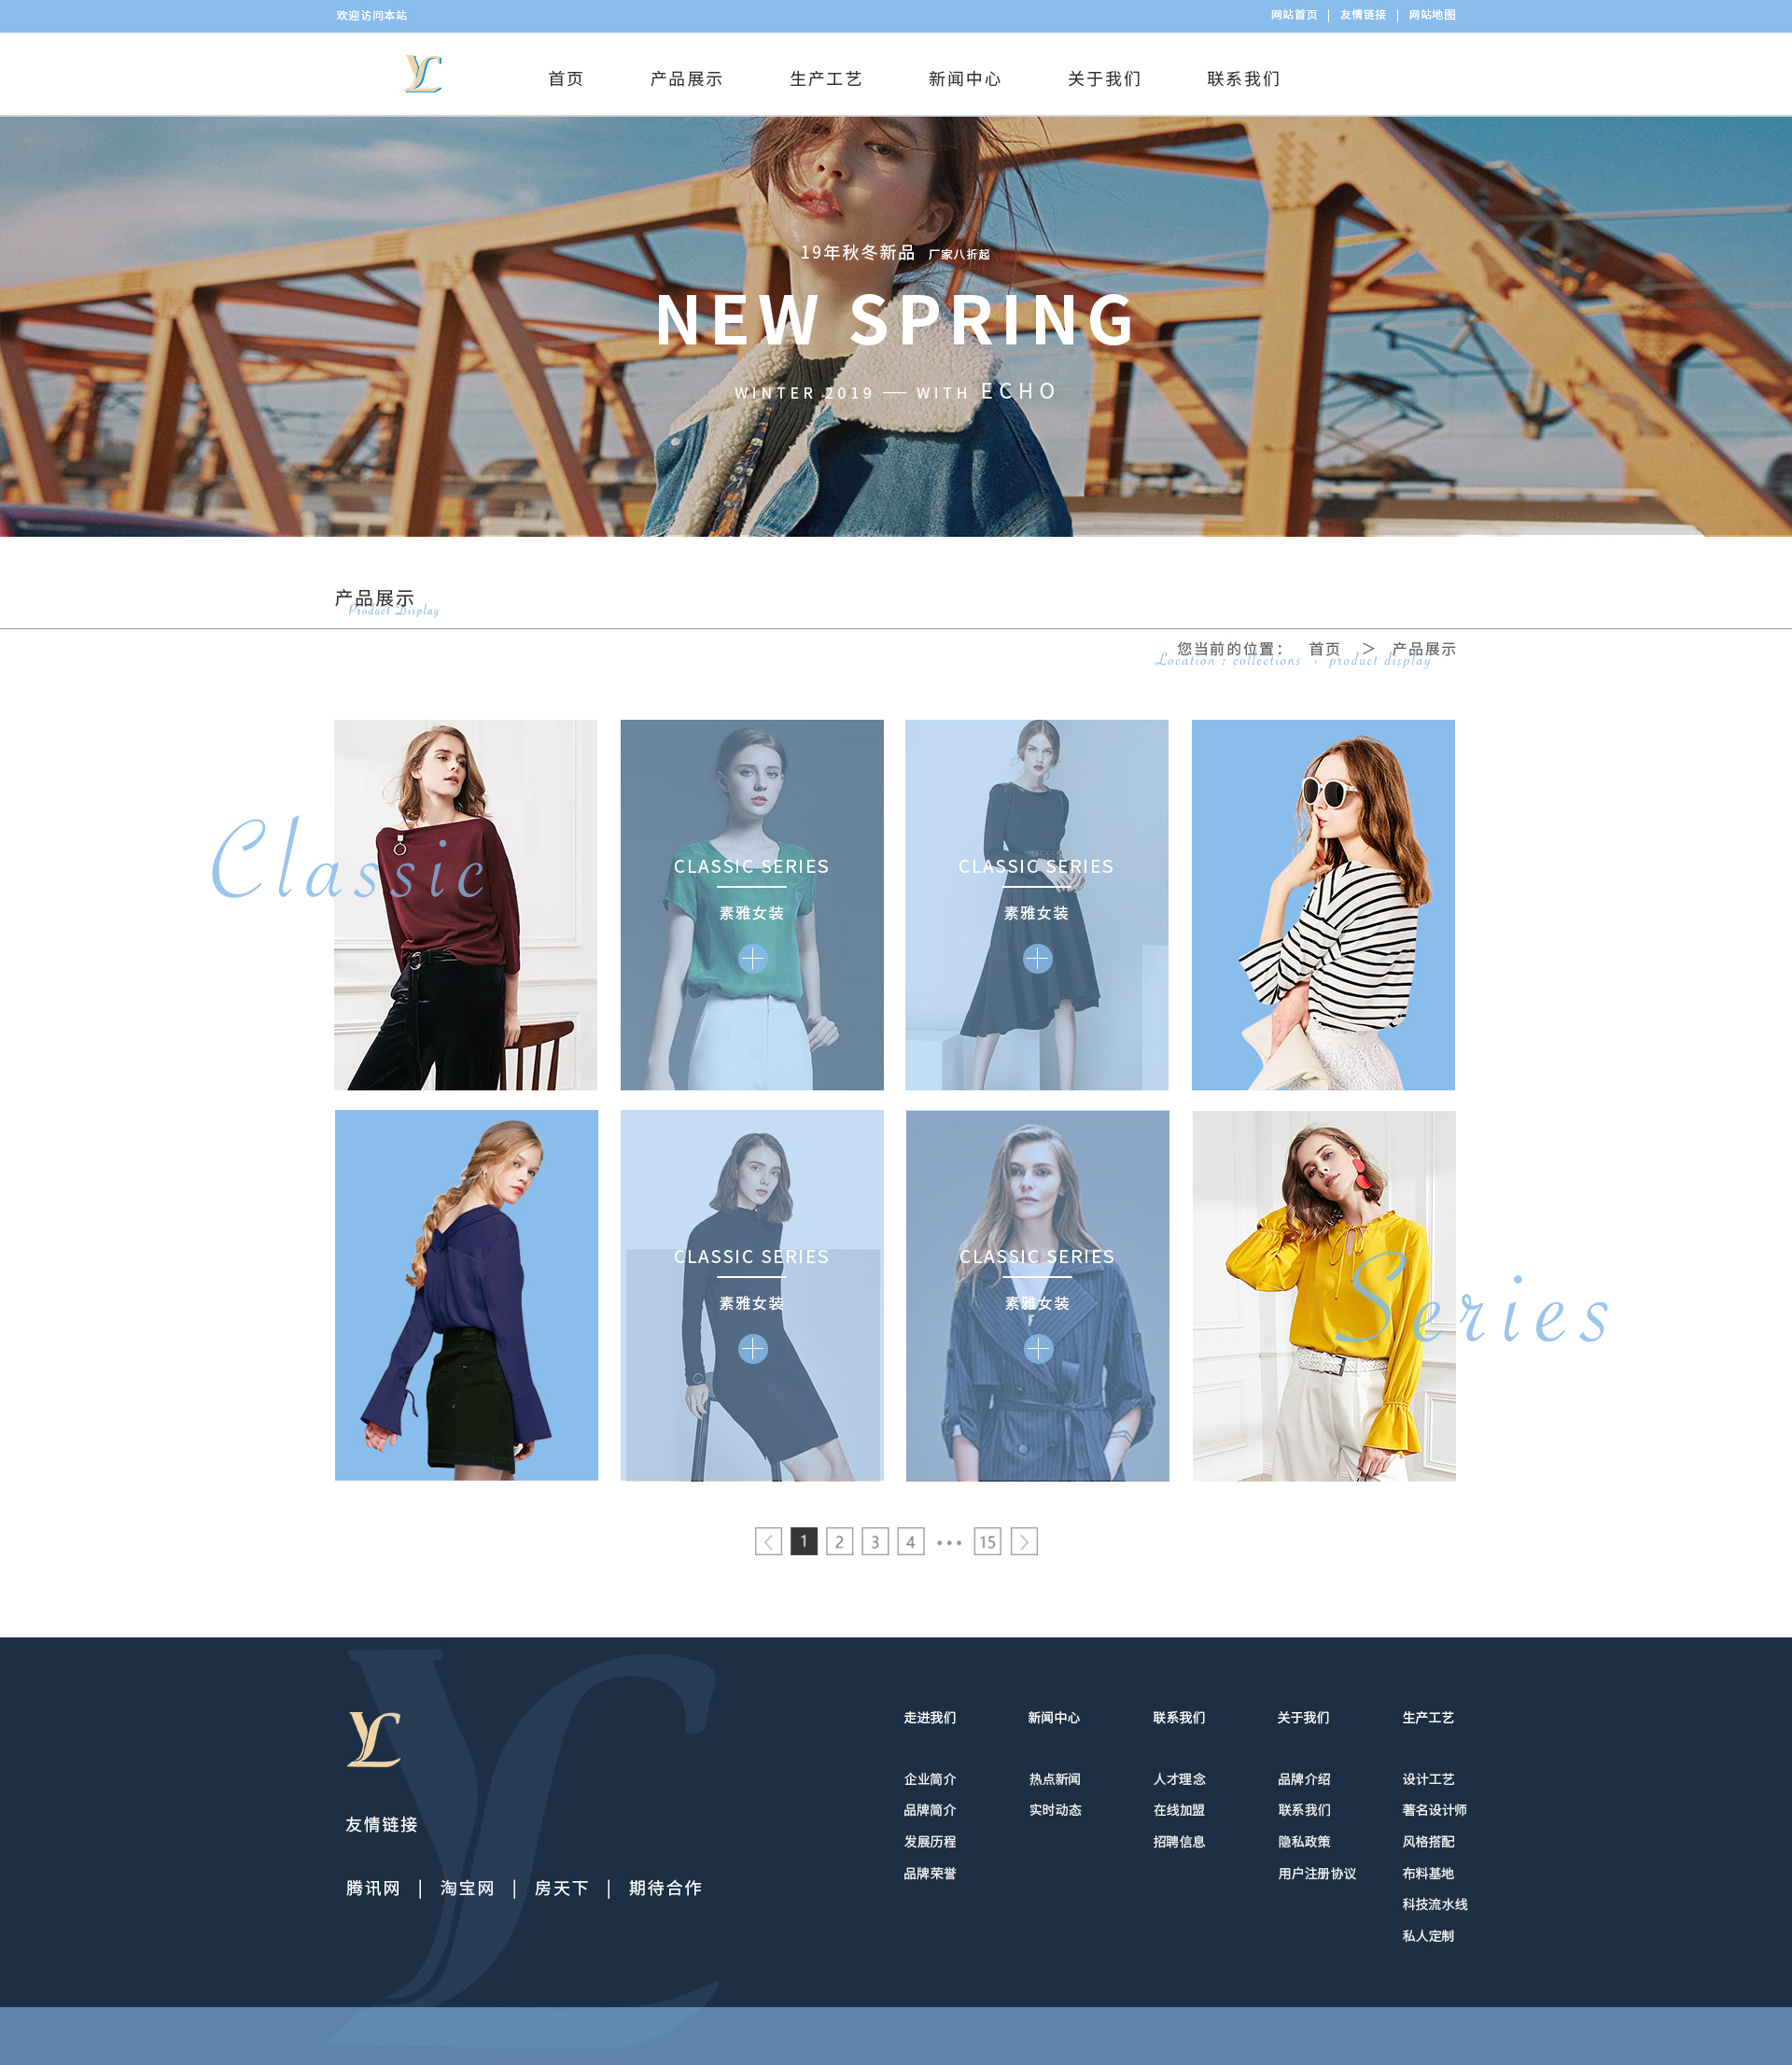 欢迎访问本站
网站首页 | 友情链接 | 网站地图
YL
首页 产品展示 生产工艺 新闻中心 关于我们 联系我们
19年秋冬新品 厂家八折起
NEW SPRING
WINTER 2019 — WITH ECHO
产品展示
Product Display
您当前的位置: 首页 > 产品展示
Location : collections > product display
Classic
CLASSIC SERIES
素雅女装
CLASSIC SERIES
素雅女装
CLASSIC SERIES
素雅女装
CLASSIC SERIES
素雅女装
Series
< 1 2 3 4 ••• 15 >
YL
友情链接
腾讯网 | 淘宝网 | 房天下 | 期待合作
走进我们 新闻中心 联系我们 关于我们 生产工艺
企业简介 热点新闻 人才理念 品牌介绍 设计工艺
品牌简介 实时动态 在线加盟 联系我们 著名设计师
发展历程 招聘信息 隐私政策 风格搭配
品牌荣誉 用户注册协议 布料基地
科技流水线
私人定制